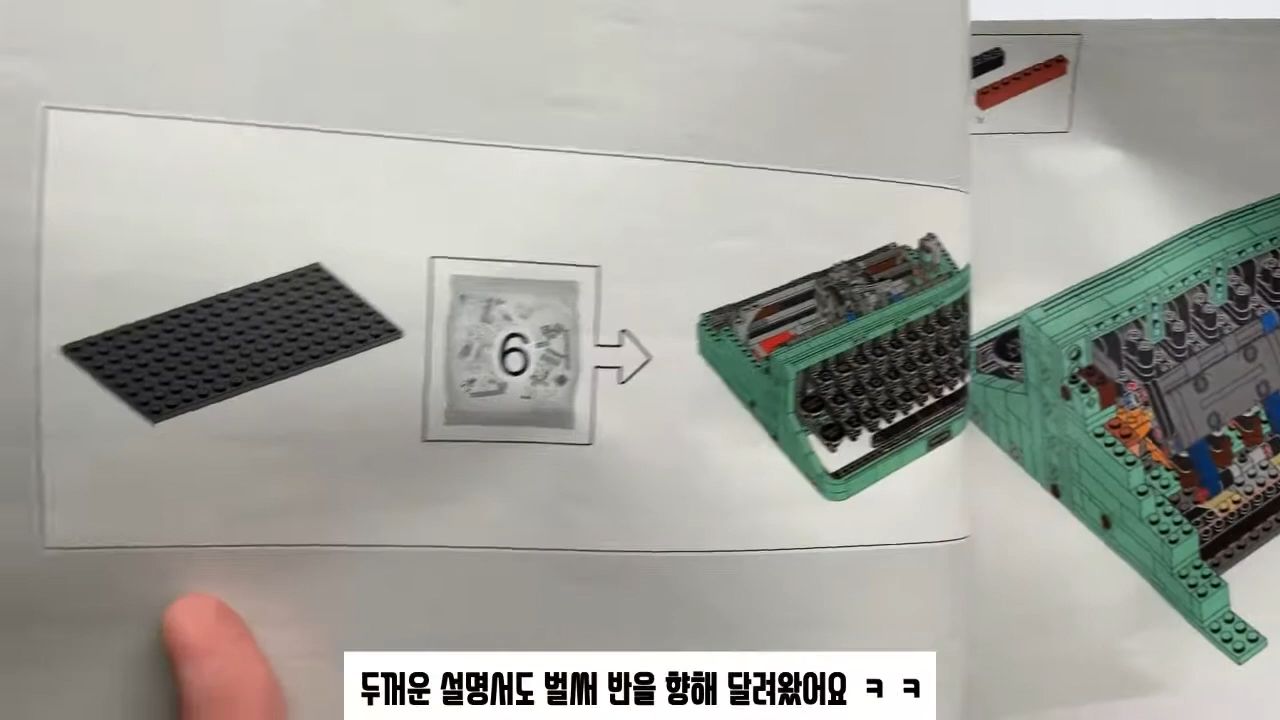 6
두꺼운 설명서도 벌써 반을 향해 달려왔어요 ㅋ ㅋ